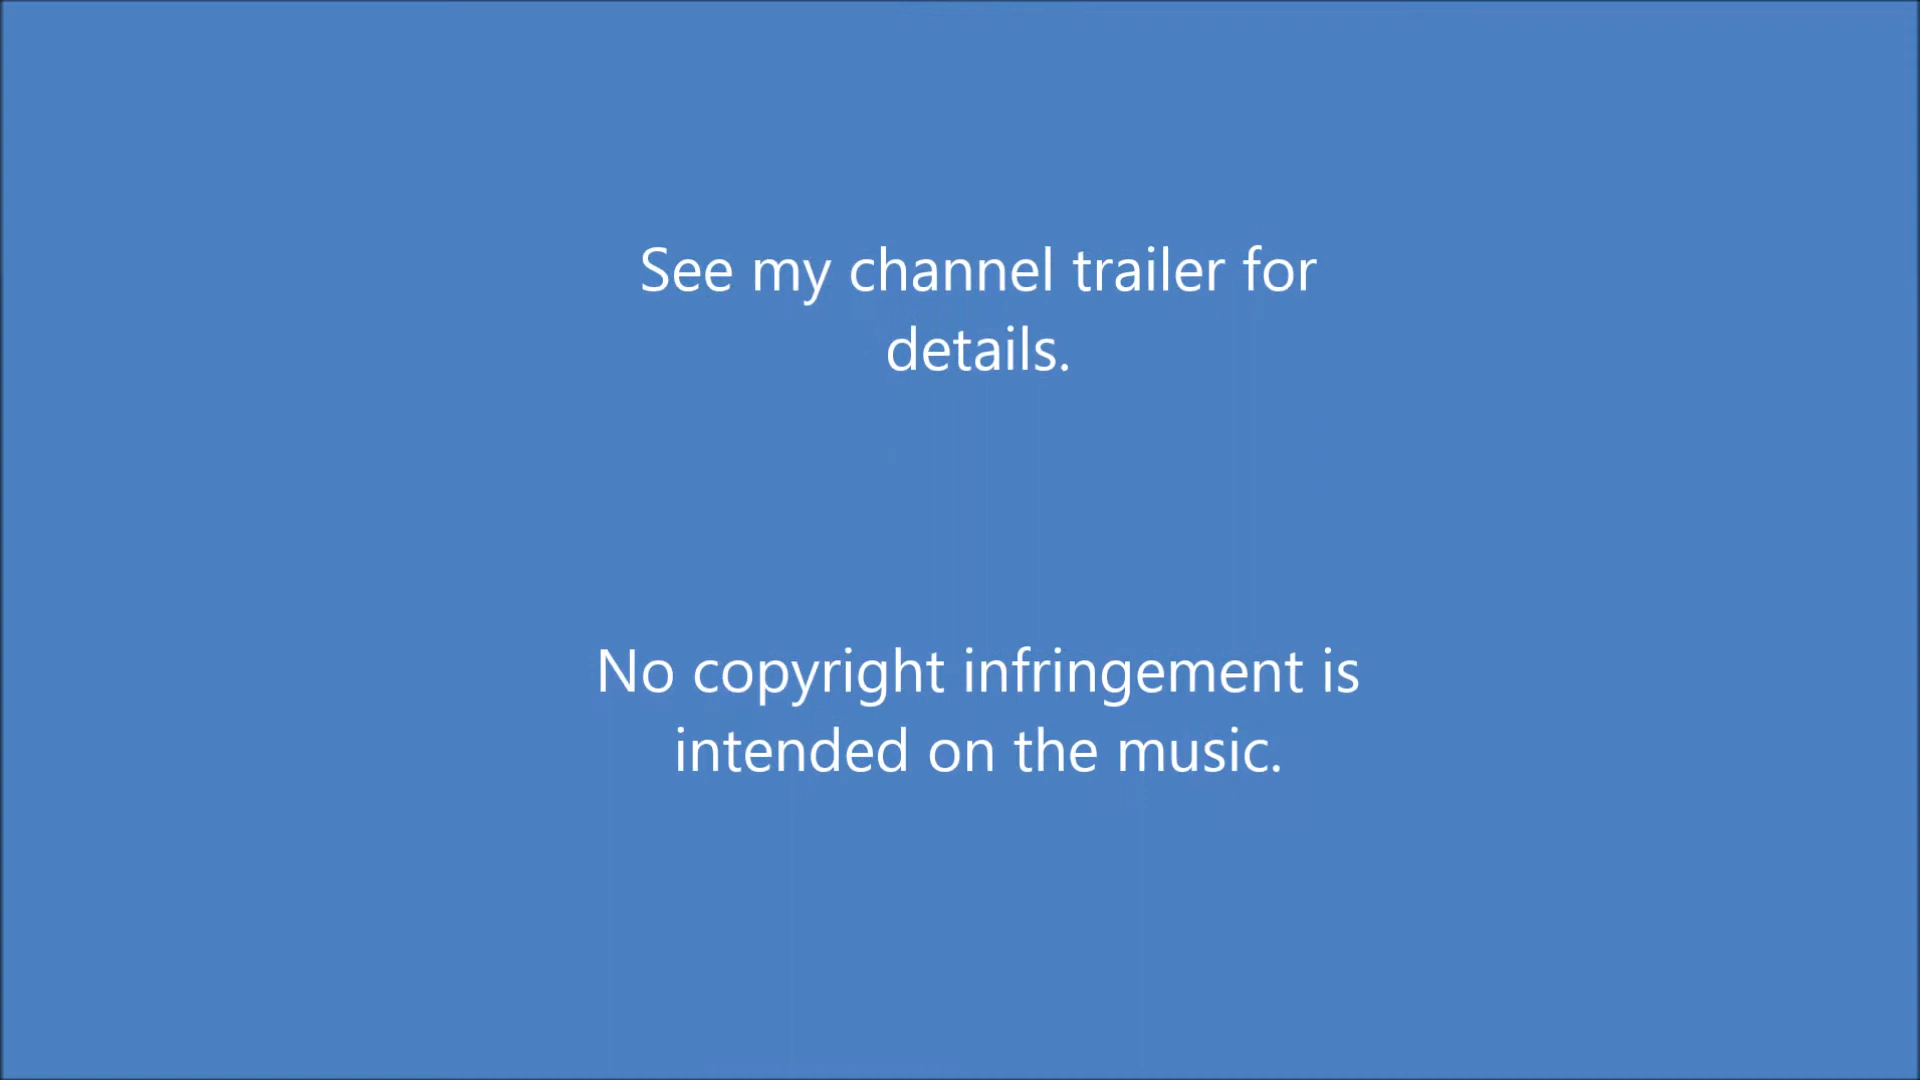 See my channel trailer for
details.
No copyright infringement is
intended on the music.